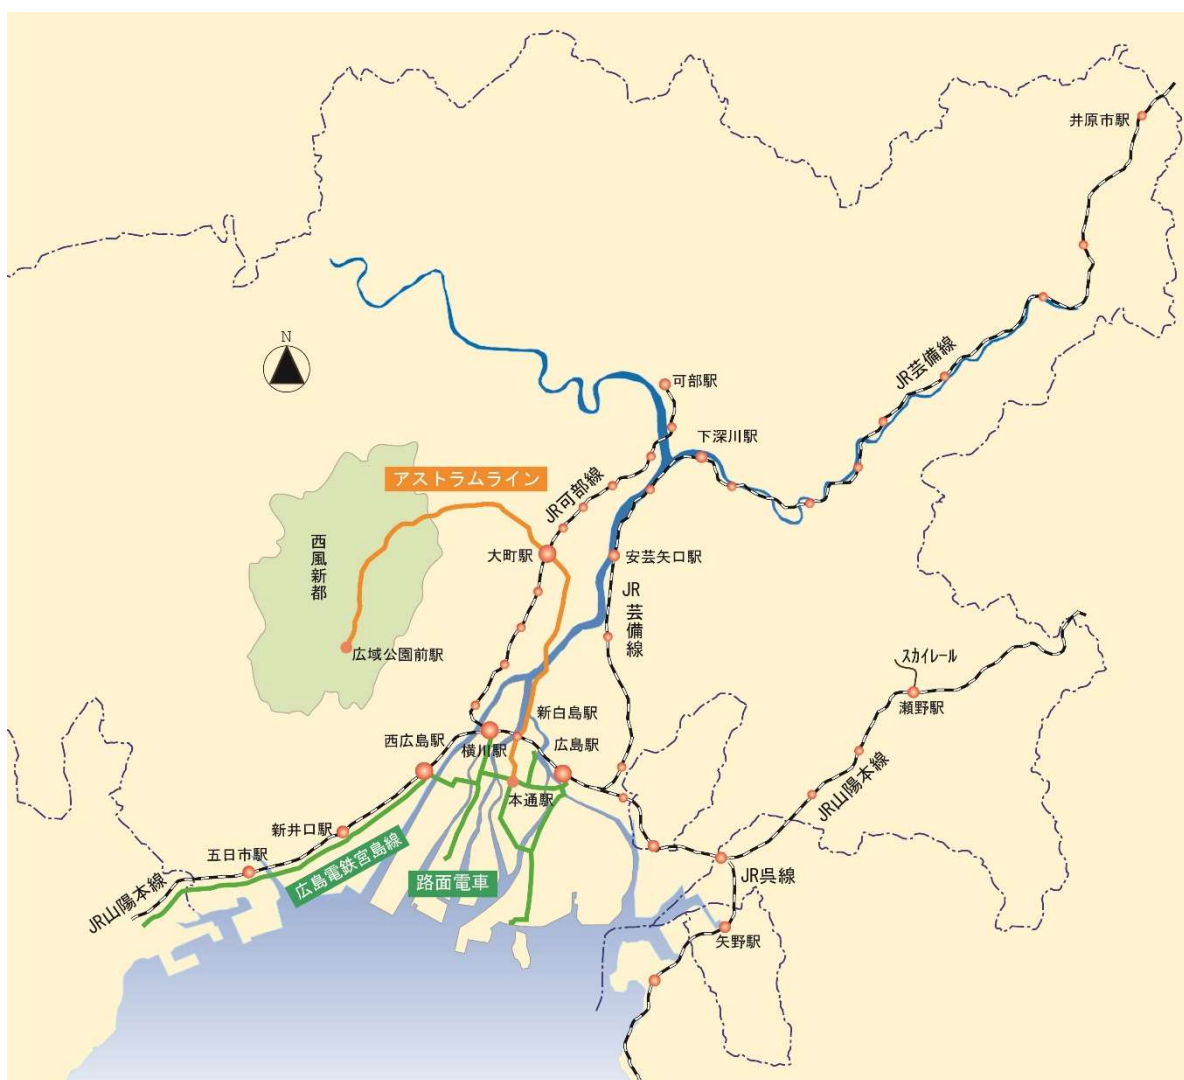 井原市駅
N
JR芸備線
可部駅
下深川駅
アストラムライン
JR可部線
西風新都
大町駅
安芸矢口駅
JR芸備線
広域公園前駅
スカイレール
瀬野駅
新白島駅
西広島駅
横川駅
広島駅
本通駅
JR山陽本線
新井口駅
五日市駅
広島電鉄宮島線
路面電車
JR呉線
JR山陽本線
矢野駅